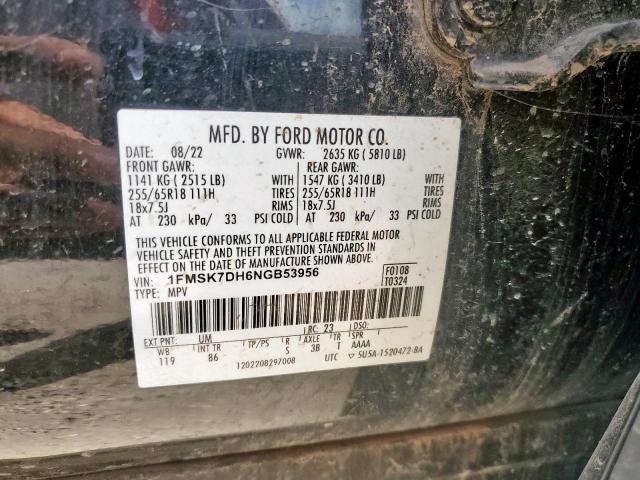 MFD. BY FORD MOTOR CO.
DATE: 08/22 GVWR: 2635 KG ( 5810 LB)
FRONT GAWR: REAR GAWR:
1141 KG ( 2515 LB) WITH 1547 KG ( 3410 LB) WITH
255/65R18 111H TIRES 255/65R18 111H TIRES
18x7.5J RIMS 18x7.5J RIMS
AT 230 kPa/ 33 PSI COLD AT 230 kPa/ 33 PSI COLD
THIS VEHICLE CONFORMS TO ALL APPLICABLE FEDERAL MOTOR
VEHICLE SAFETY AND THEFT PREVENTION STANDARDS IN
EFFECT ON THE DATE OF MANUFACTURE SHOWN ABOVE.
VIN: 1FMSK7DH6NGB53956 F0108
TYPE: MPV T0324
EXT PNT: UM RC: 23 DSO:
WB INT TR TP/PS R AXLE TR SPR
119 86 S 3B T AAAA
1202208297008 UTC ▽ 5U5A-1520472-BA